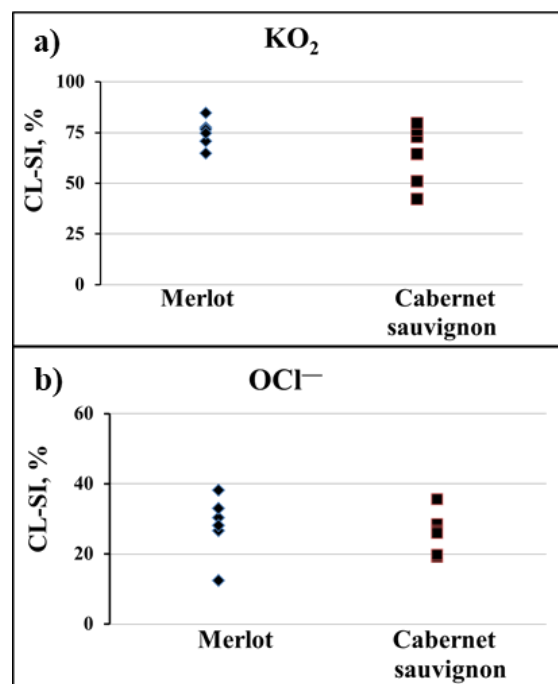 a)
KO₂
CL-SI, %
100
75
50
25
0
Merlot
Cabernet
sauvignon
b)
OCl—
CL-SI, %
60
40
20
0
Merlot
Cabernet
sauvignon